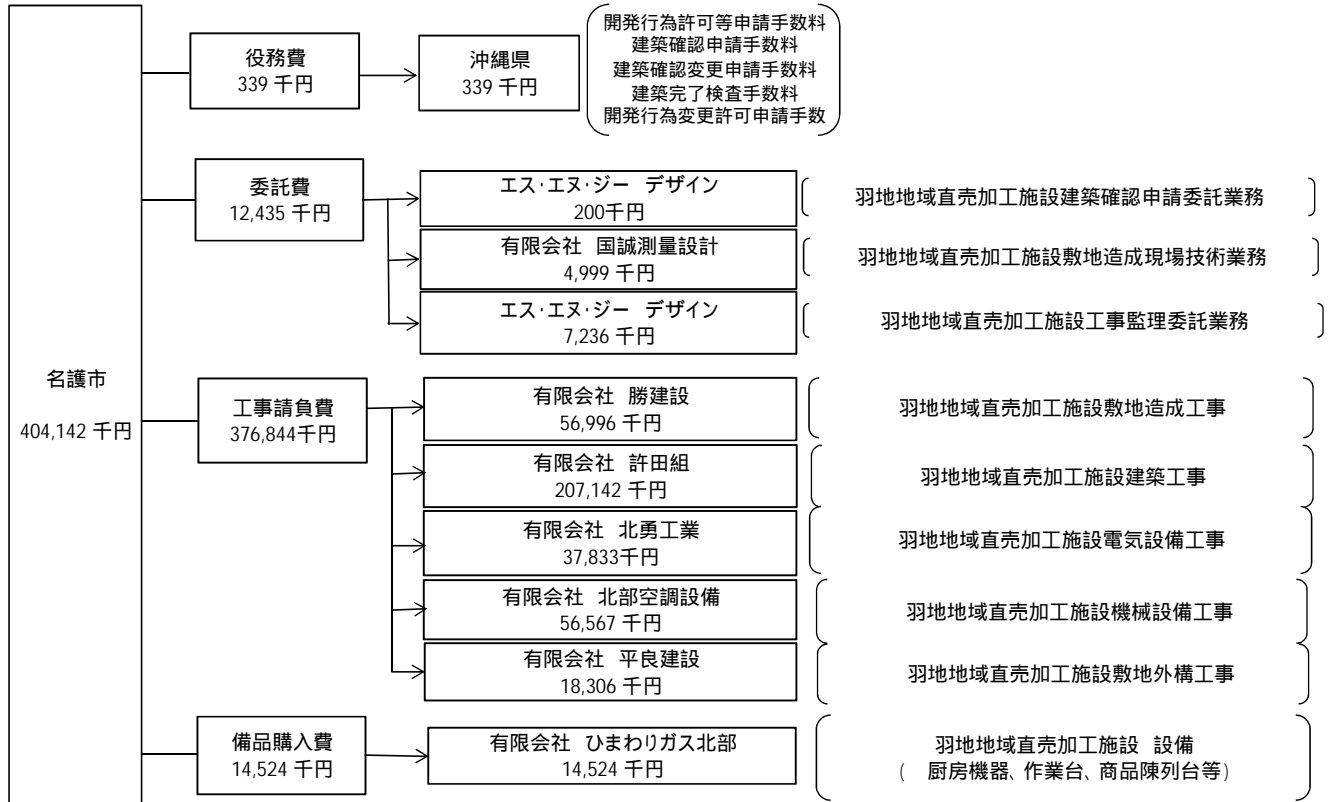 名護市
404,142 千円
役務費
339 千円
沖縄県
339 千円
開発行為許可等申請手数料
建築確認申請手数料
建築確認変更申請手数料
建築完了検査手数料
開発行為変更許可申請手数
委託費
12,435 千円
エス・エヌ・ジー デザイン
200千円
羽地地域直売加工施設建築確認申請委託業務
有限会社 国誠測量設計
4,999 千円
羽地地域直売加工施設敷地造成現場技術業務
エス・エヌ・ジー デザイン
7,236 千円
羽地地域直売加工施設工事監理委託業務
工事請負費
376,844千円
有限会社 勝建設
56,996 千円
羽地地域直売加工施設敷地造成工事
有限会社 許田組
207,142 千円
羽地地域直売加工施設建築工事
有限会社 北勇工業
37,833千円
羽地地域直売加工施設電気設備工事
有限会社 北部空調設備
56,567 千円
羽地地域直売加工施設機械設備工事
有限会社 平良建設
18,306 千円
羽地地域直売加工施設敷地外構工事
備品購入費
14,524 千円
有限会社 ひまわりガス北部
14,524 千円
羽地地域直売加工施設 設備
( 厨房機器、作業台、商品陳列台等)